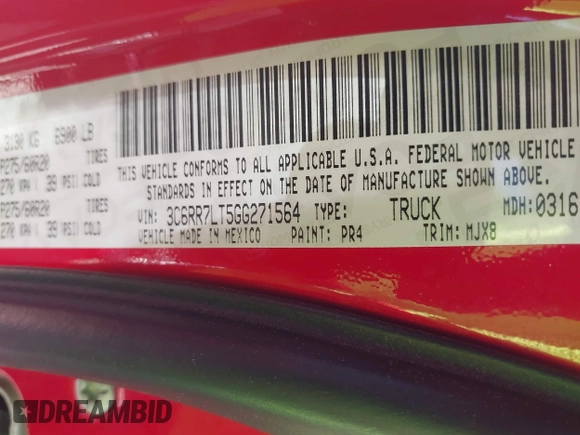 3130 KG 6900 LB
P275/60R20 TIRES
270 KPA / 39 PSI/ COLD
P275/60R20 TIRES
270 KPA / 39 PSI/ COLD
THIS VEHICLE CONFORMS TO ALL APPLICABLE U.S.A. FEDERAL MOTOR VEHICLE
STANDARDS IN EFFECT ON THE DATE OF MANUFACTURE SHOWN ABOVE.
VIN: 3C6RR7LT5GG271564 TYPE: TRUCK MDH:0316
VEHICLE MADE IN MEXICO PAINT: PR4 TRIM: MJX8
DREAMBID